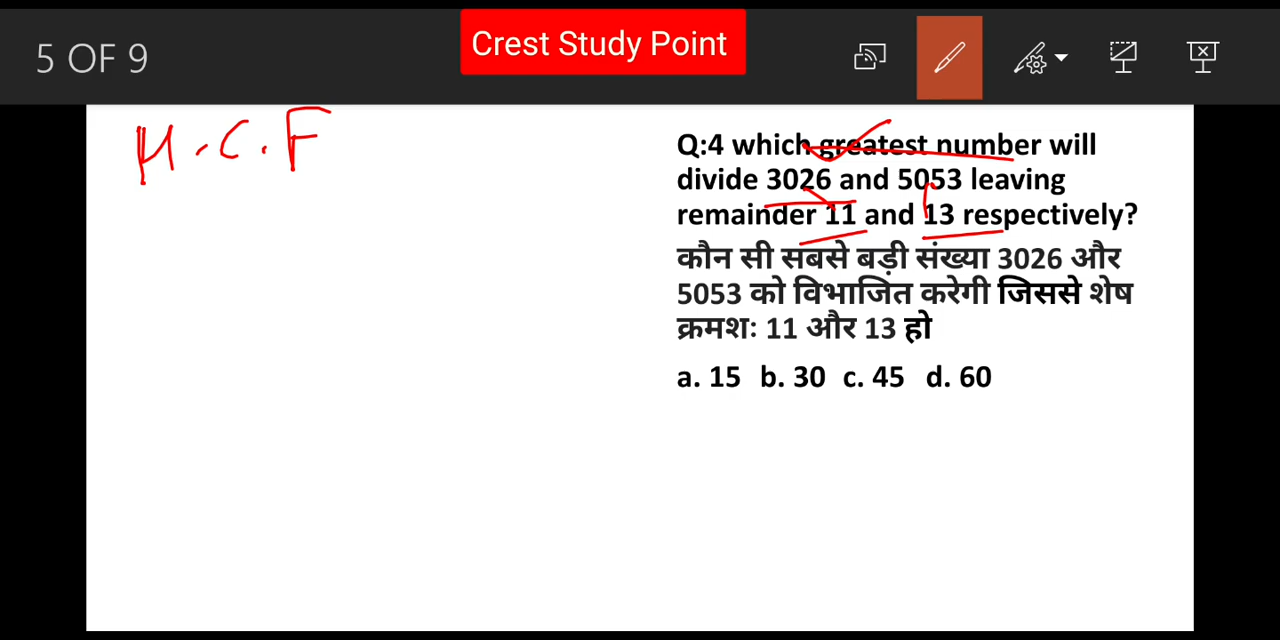 5 OF 9
Crest Study Point
H.C.F
Q:4 which greatest number will
divide 3026 and 5053 leaving
remainder 11 and 13 respectively?
कौन सी सबसे बड़ी संख्या 3026 और
5053 को विभाजित करेगी जिससे शेष
क्रमशः 11 और 13 हो
a. 15 b. 30 c. 45 d. 60